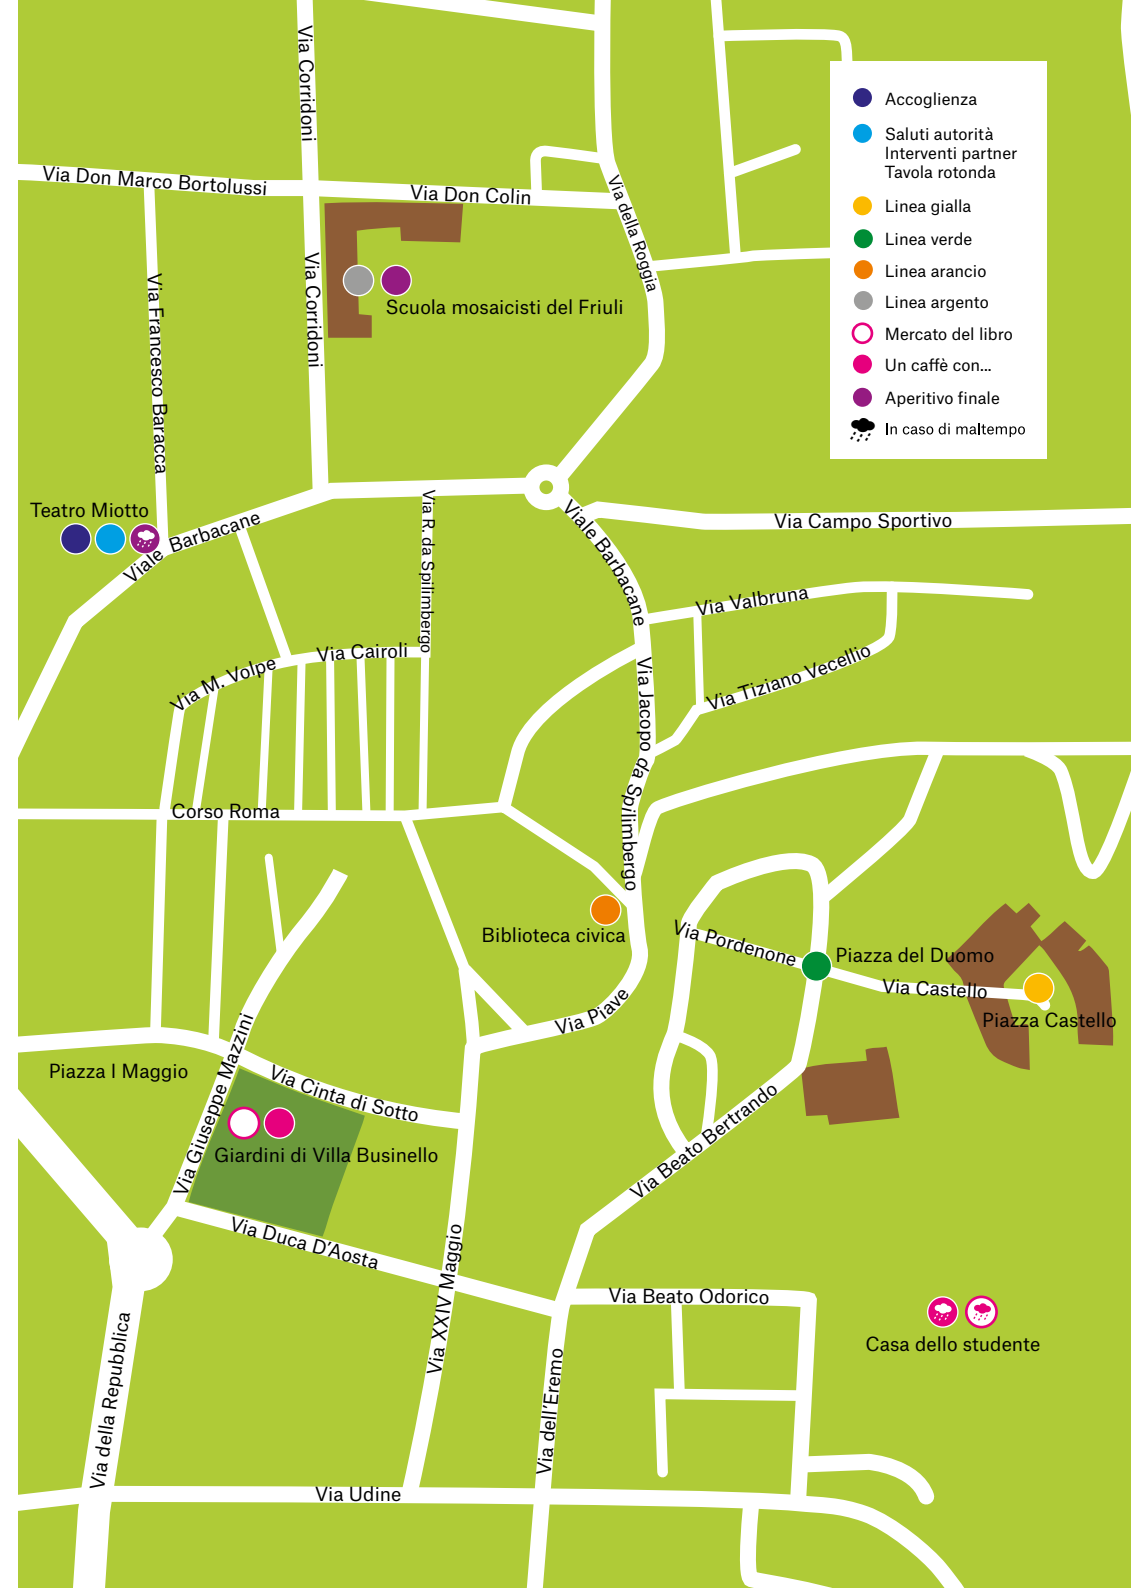 Via Corridoni
Accoglienza
Saluti autorità
Interventi partner
Tavola rotonda
Linea gialla
Linea verde
Linea arancio
Linea argento
Mercato del libro
Un caffè con...
Aperitivo finale
In caso di maltempo
Via Don Marco Bortolussi
Via Don Colin
Via della Roggia
Via Corridoni
Via Francesco Baracca
Scuola mosaicisti del Friuli
Teatro Miotto
Viale Barbacane
Via R. da Spilimbergo
Viale Barbacane
Via Campo Sportivo
Via Valbruna
Via Cairoli
Via M. Volpe
Via Tiziano Vecellio
Via Jacopo da Spilimbergo
Corso Roma
Biblioteca civica
Via Pordenone
Piazza del Duomo
Via Castello
Piazza Castello
Via Piave
Piazza I Maggio
Via Giuseppe Mazzini
Via Cinta di Sotto
Giardini di Villa Businello
Via Beato Bertrando
Via Duca D'Aosta
Via XXIV Maggio
Via Beato Odorico
Casa dello studente
Via della Repubblica
Via dell'Eremo
Via Udine